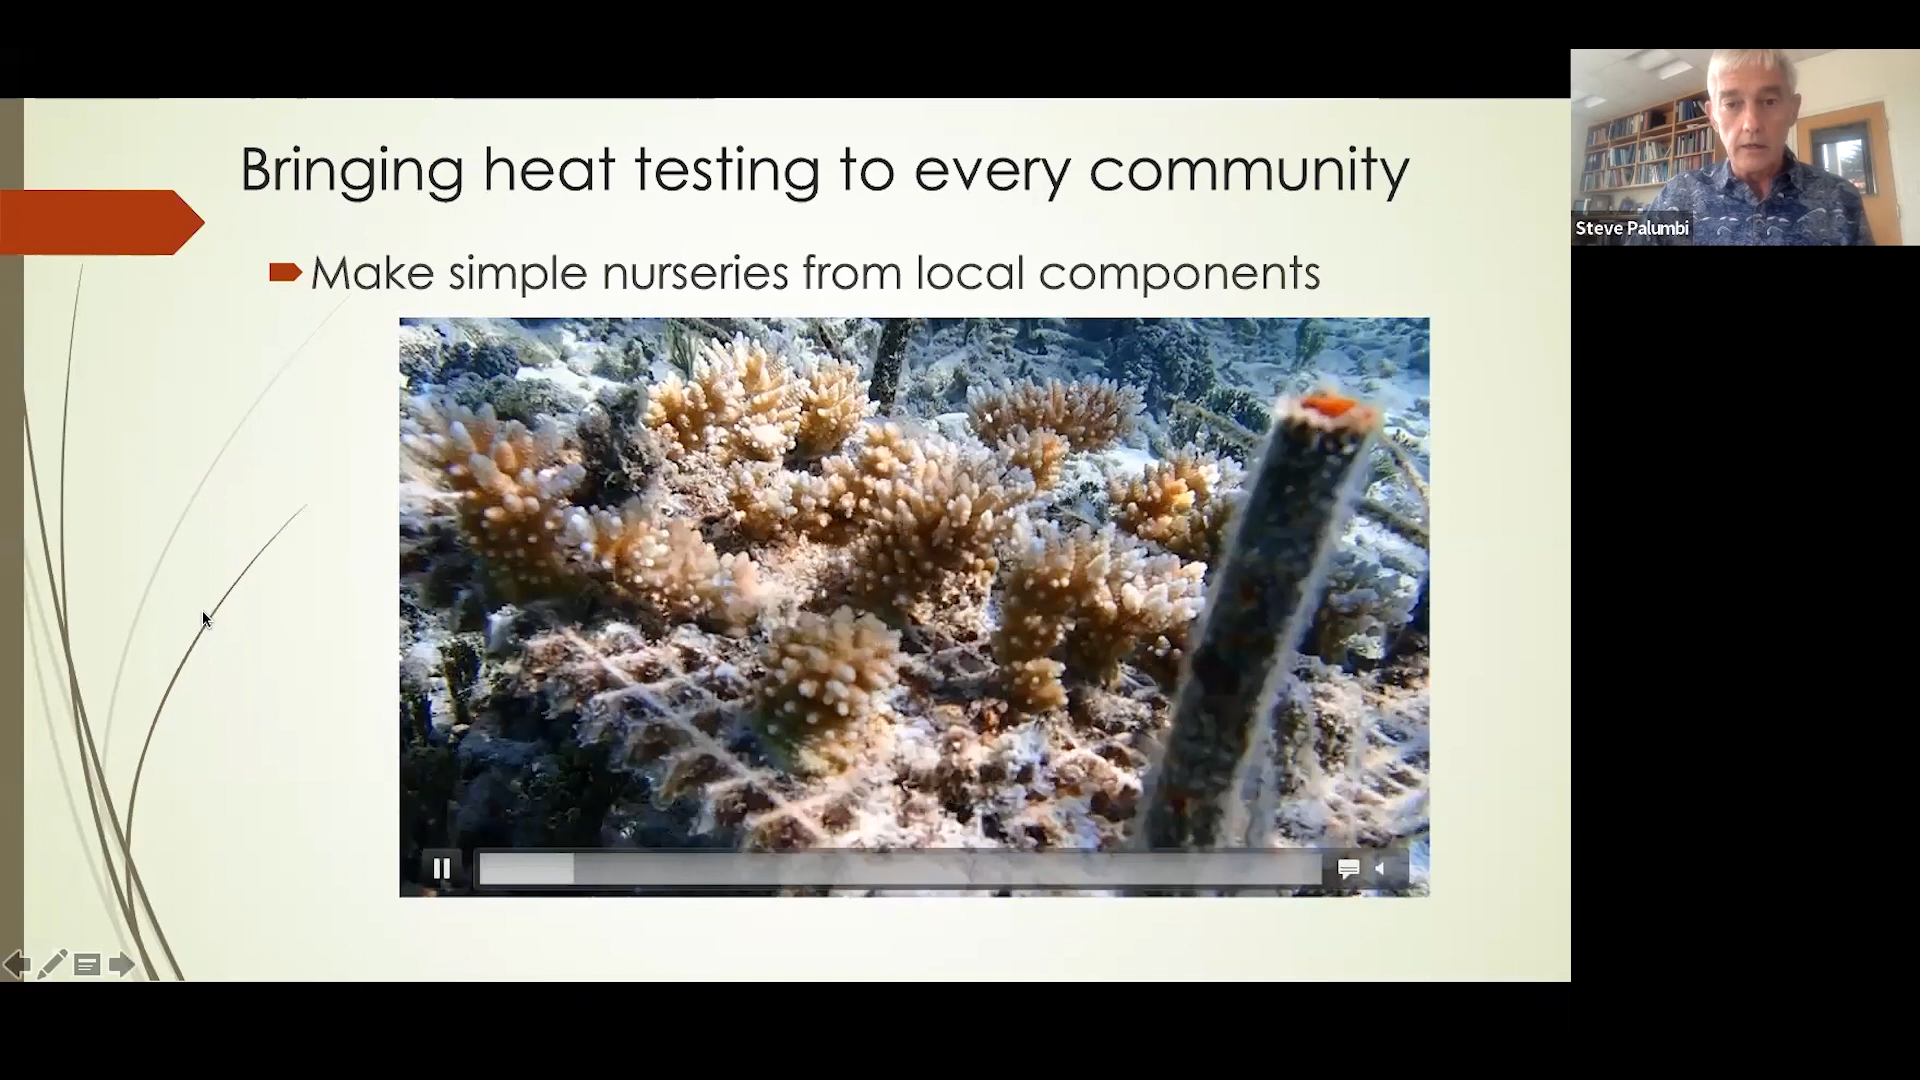 Bringing heat testing to every community
Make simple nurseries from local components
Steve Palumbi